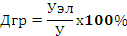 Дгр = Уэл/У х100%